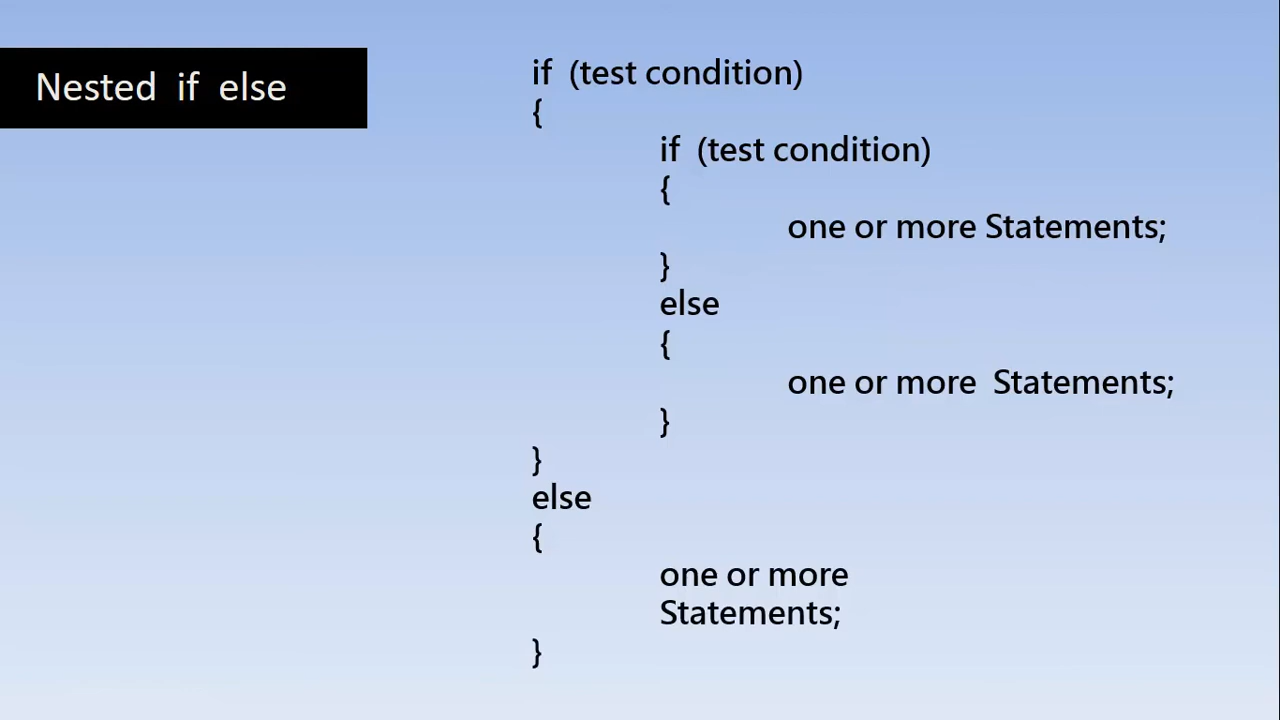 Nested  if  else
if  (test condition)
{
if  (test condition)
{
one or more Statements;
}
else
{
one or more  Statements;
}
}
else
{
one or more
Statements;
}